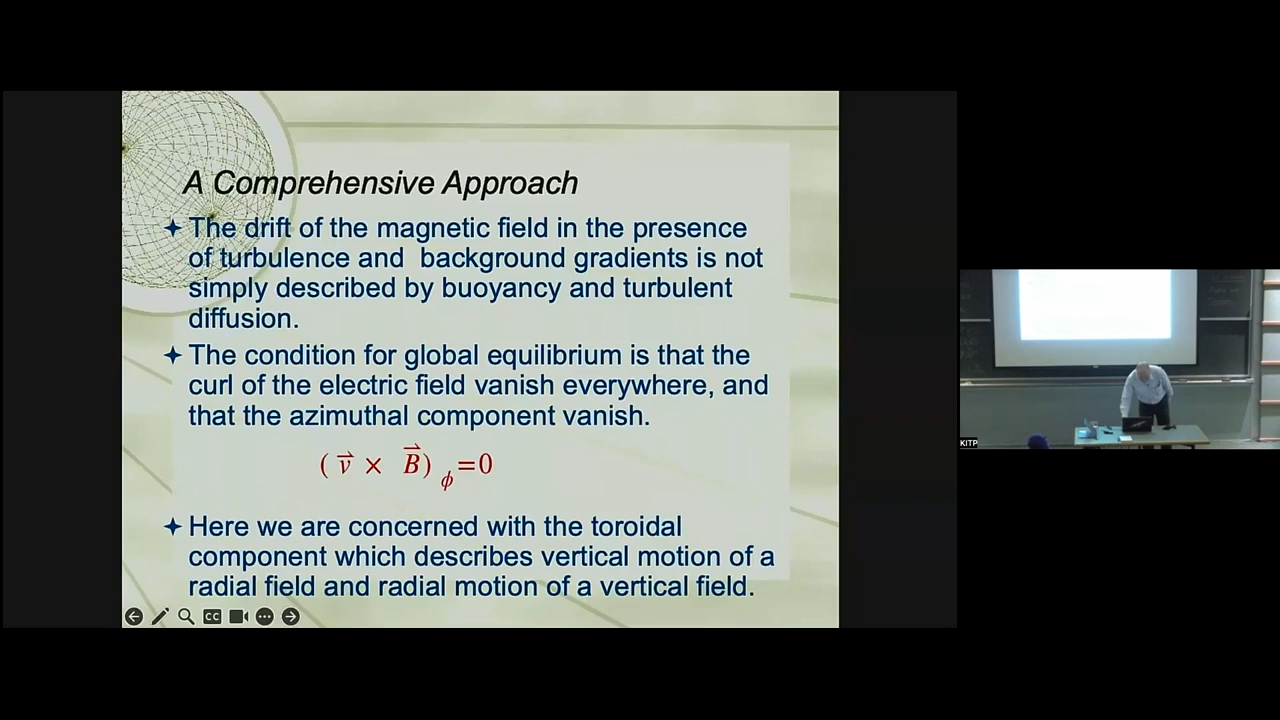 A Comprehensive Approach
The drift of the magnetic field in the presence
of turbulence and background gradients is not
simply described by buoyancy and turbulent
diffusion.
The condition for global equilibrium is that the
curl of the electric field vanish everywhere, and
that the azimuthal component vanish.
( v⃗ × B⃗ )_ϕ =0
Here we are concerned with the toroidal
component which describes vertical motion of a
radial field and radial motion of a vertical field.
CC
KITP